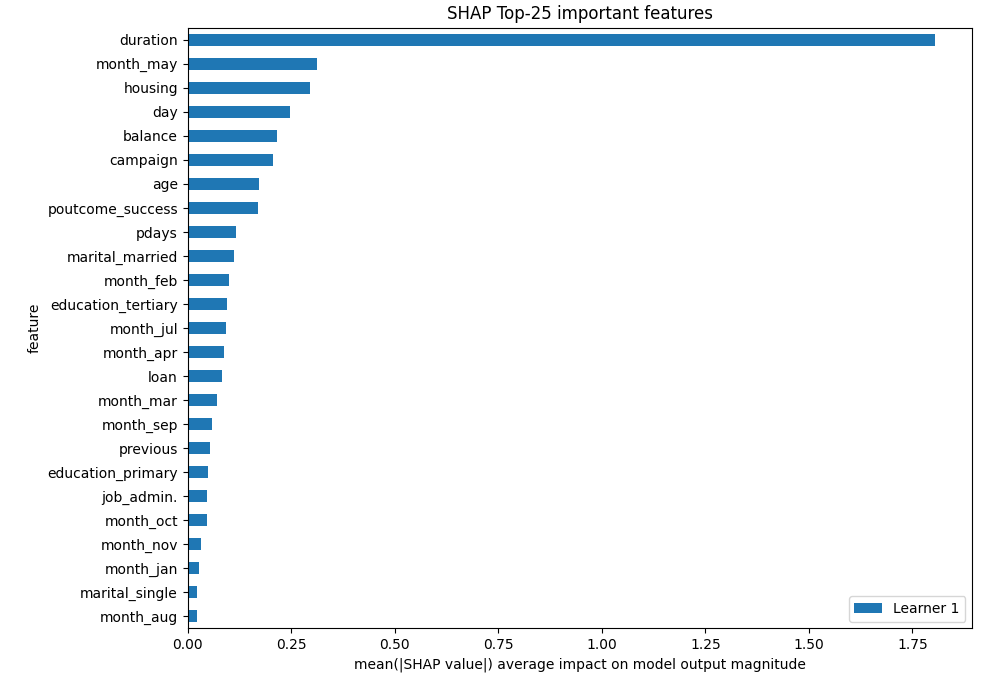 SHAP Top-25 important features
duration
month_may
housing
day
balance
campaign
age
poutcome_success
pdays
marital_married
month_feb
education_tertiary
month_jul
month_apr
loan
month_mar
month_sep
previous
education_primary
job_admin.
month_oct
month_nov
month_jan
marital_single
month_aug
feature
Learner 1
0.00 0.25 0.50 0.75 1.00 1.25 1.50 1.75
mean(|SHAP value|) average impact on model output magnitude